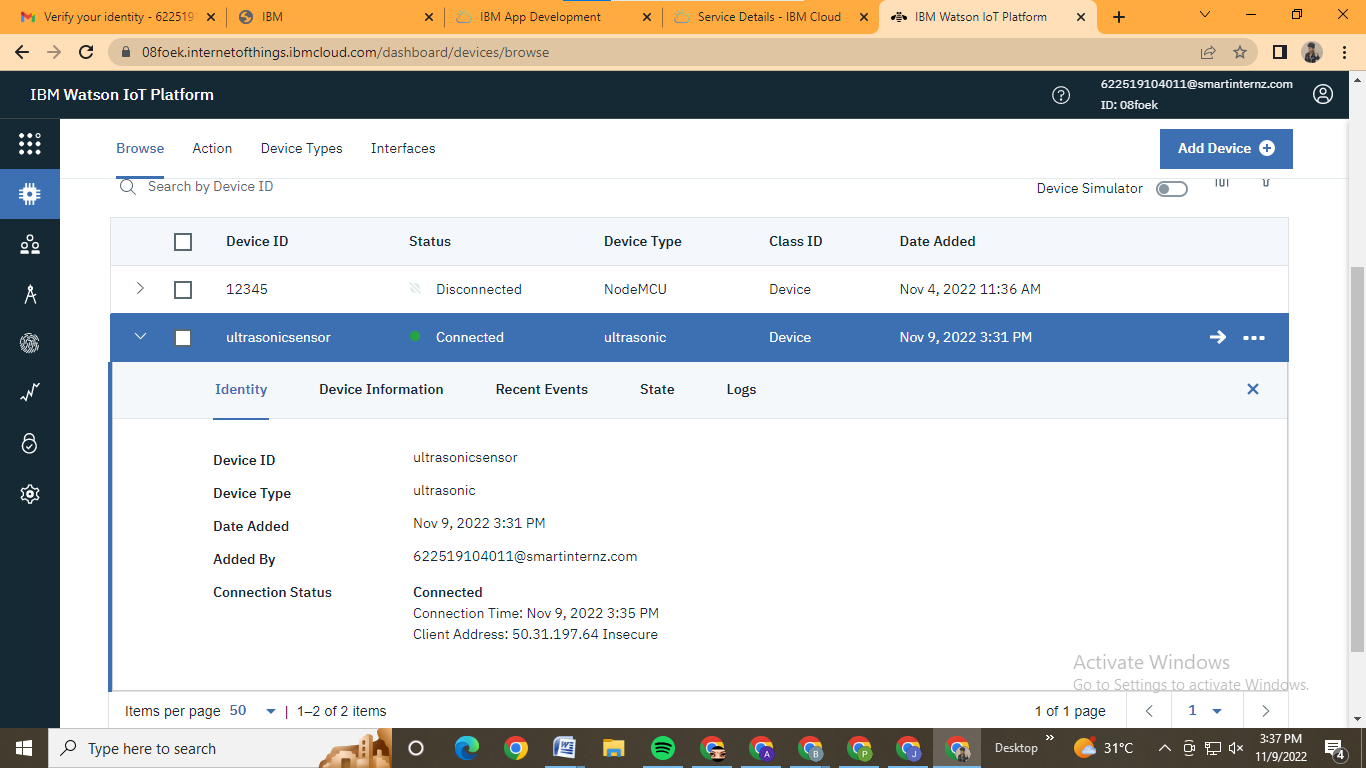 Verify your identity - 622519
IBM
IBM App Development
Service Details - IBM Cloud
IBM Watson IoT Platform
08foek.internetofthings.ibmcloud.com/dashboard/devices/browse
IBM Watson IoT Platform
622519104011@smartinternz.com
ID: 08foek
Browse Action Device Types Interfaces
Add Device
Search by Device ID
Device Simulator
Device ID Status Device Type Class ID Date Added
12345 Disconnected NodeMCU Device Nov 4, 2022 11:36 AM
ultrasonicsensor Connected ultrasonic Device Nov 9, 2022 3:31 PM
Identity Device Information Recent Events State Logs
Device ID ultrasonicsensor
Device Type ultrasonic
Date Added Nov 9, 2022 3:31 PM
Added By 622519104011@smartinternz.com
Connection Status Connected
Connection Time: Nov 9, 2022 3:35 PM
Client Address: 50.31.197.64 Insecure
Activate Windows
Go to Settings to activate Windows.
Items per page 50 | 1–2 of 2 items
1 of 1 page 1
Type here to search
W
A
B
P
J
Desktop
31°C
3:37 PM
11/9/2022
4